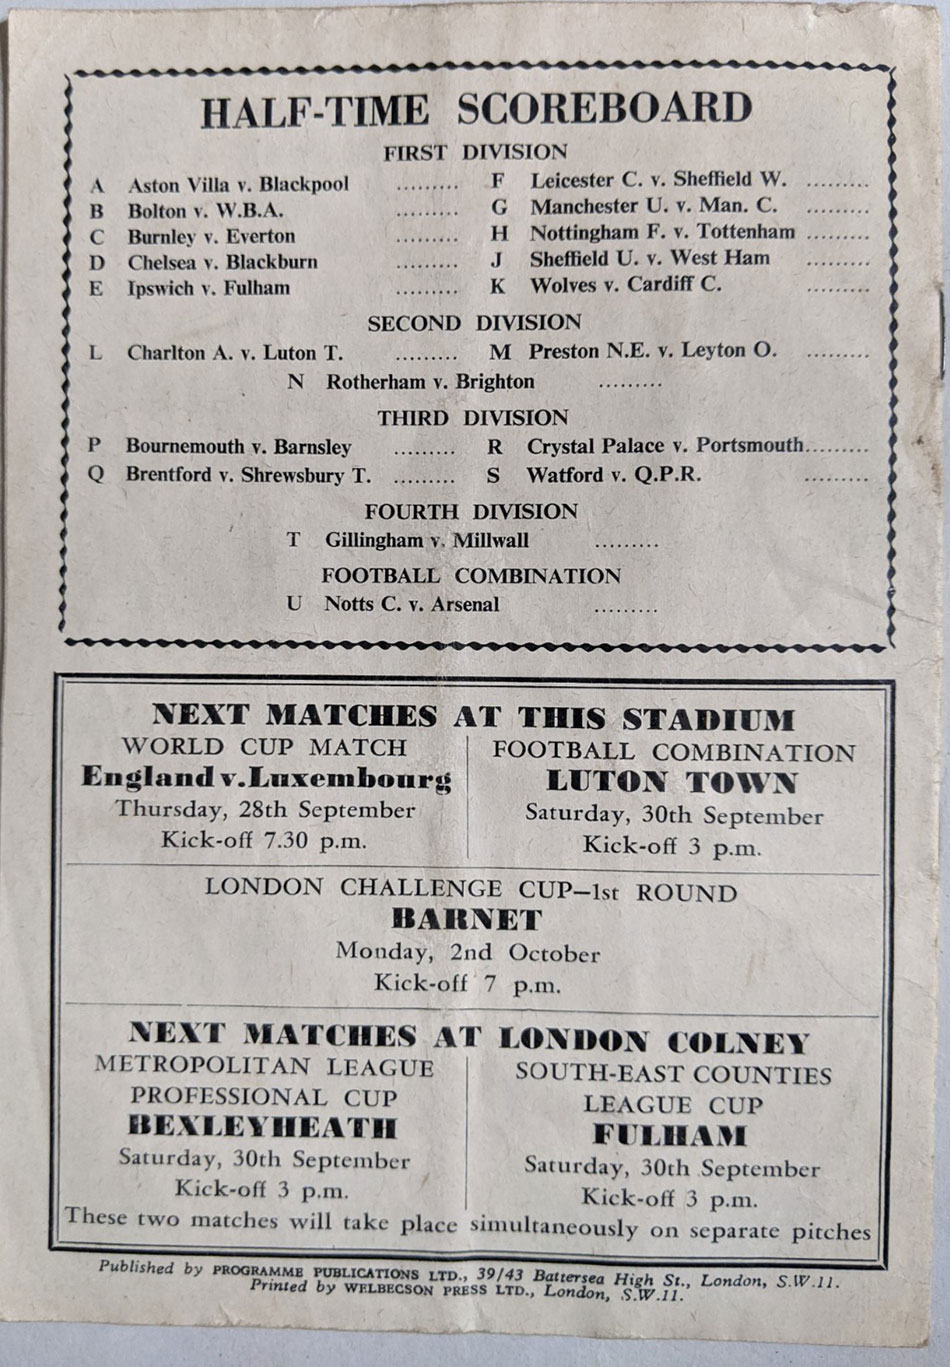 HALF-TIME SCOREBOARD
FIRST DIVISION
A Aston Villa v. Blackpool ......... F Leicester C. v. Sheffield W. .........
B Bolton v. W.B.A. ......... G Manchester U. v. Man. C. .........
C Burnley v. Everton ......... H Nottingham F. v. Tottenham .........
D Chelsea v. Blackburn ......... J Sheffield U. v. West Ham .........
E Ipswich v. Fulham ......... K Wolves v. Cardiff C. .........
SECOND DIVISION
L Charlton A. v. Luton T. ......... M Preston N.E. v. Leyton O. .........
N Rotherham v. Brighton .........
THIRD DIVISION
P Bournemouth v. Barnsley ......... R Crystal Palace v. Portsmouth.........
Q Brentford v. Shrewsbury T. ......... S Watford v. Q.P.R. .........
FOURTH DIVISION
T Gillingham v. Millwall .........
FOOTBALL COMBINATION
U Notts C. v. Arsenal .........
NEXT MATCHES AT THIS STADIUM
WORLD CUP MATCH
England v. Luxembourg
Thursday, 28th September
Kick-off 7.30 p.m.
FOOTBALL COMBINATION
LUTON TOWN
Saturday, 30th September
Kick-off 3 p.m.
LONDON CHALLENGE CUP—1st ROUND
BARNET
Monday, 2nd October
Kick-off 7 p.m.
NEXT MATCHES AT LONDON COLNEY
METROPOLITAN LEAGUE
PROFESSIONAL CUP
BEXLEYHEATH
Saturday, 30th September
Kick-off 3 p.m.
SOUTH-EAST COUNTIES
LEAGUE CUP
FULHAM
Saturday, 30th September
Kick-off 3 p.m.
These two matches will take place simultaneously on separate pitches
Published by PROGRAMME PUBLICATIONS LTD., 39/43 Battersea High St., London, S.W.11.
Printed by WELBECSON PRESS LTD., London, S.W.11.